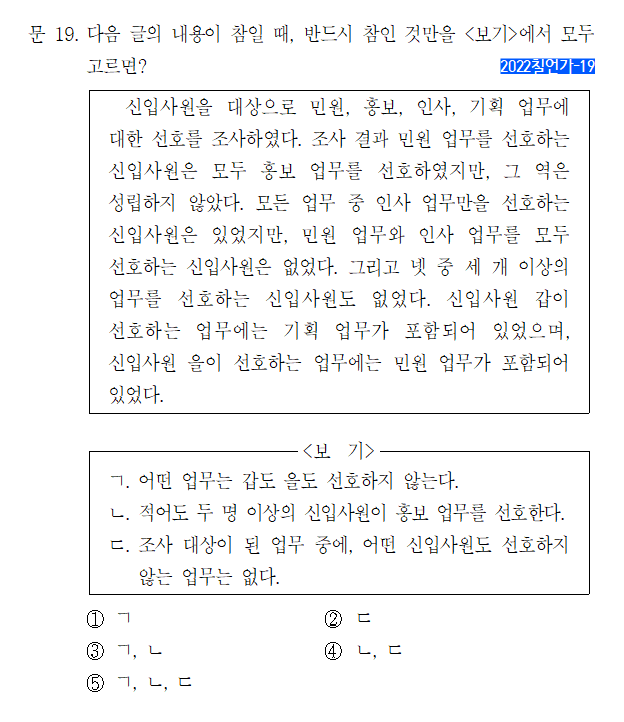 문 19. 다음 글의 내용이 참일 때, 반드시 참인 것만을 <보기>에서 모두
고르면?
2022칠언가-19
신입사원을 대상으로 민원, 홍보, 인사, 기획 업무에
대한 선호를 조사하였다. 조사 결과 민원 업무를 선호하는
신입사원은 모두 홍보 업무를 선호하였지만, 그 역은
성립하지 않았다. 모든 업무 중 인사 업무만을 선호하는
신입사원은 있었지만, 민원 업무와 인사 업무를 모두
선호하는 신입사원은 없었다. 그리고 넷 중 세 개 이상의
업무를 선호하는 신입사원도 없었다. 신입사원 갑이
선호하는 업무에는 기획 업무가 포함되어 있었으며,
신입사원 을이 선호하는 업무에는 민원 업무가 포함되어
있었다.
<보 기>
ㄱ. 어떤 업무는 갑도 을도 선호하지 않는다.
ㄴ. 적어도 두 명 이상의 신입사원이 홍보 업무를 선호한다.
ㄷ. 조사 대상이 된 업무 중에, 어떤 신입사원도 선호하지
않는 업무는 없다.
① ㄱ ② ㄷ
③ ㄱ, ㄴ ④ ㄴ, ㄷ
⑤ ㄱ, ㄴ, ㄷ